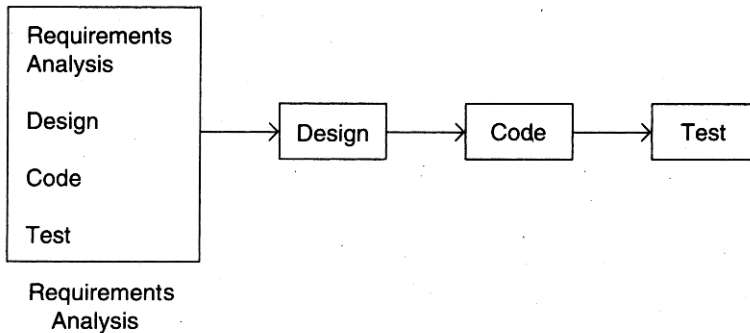 Requirements
Analysis
Design
Code
Test
Design
Code
Test
Requirements
Analysis